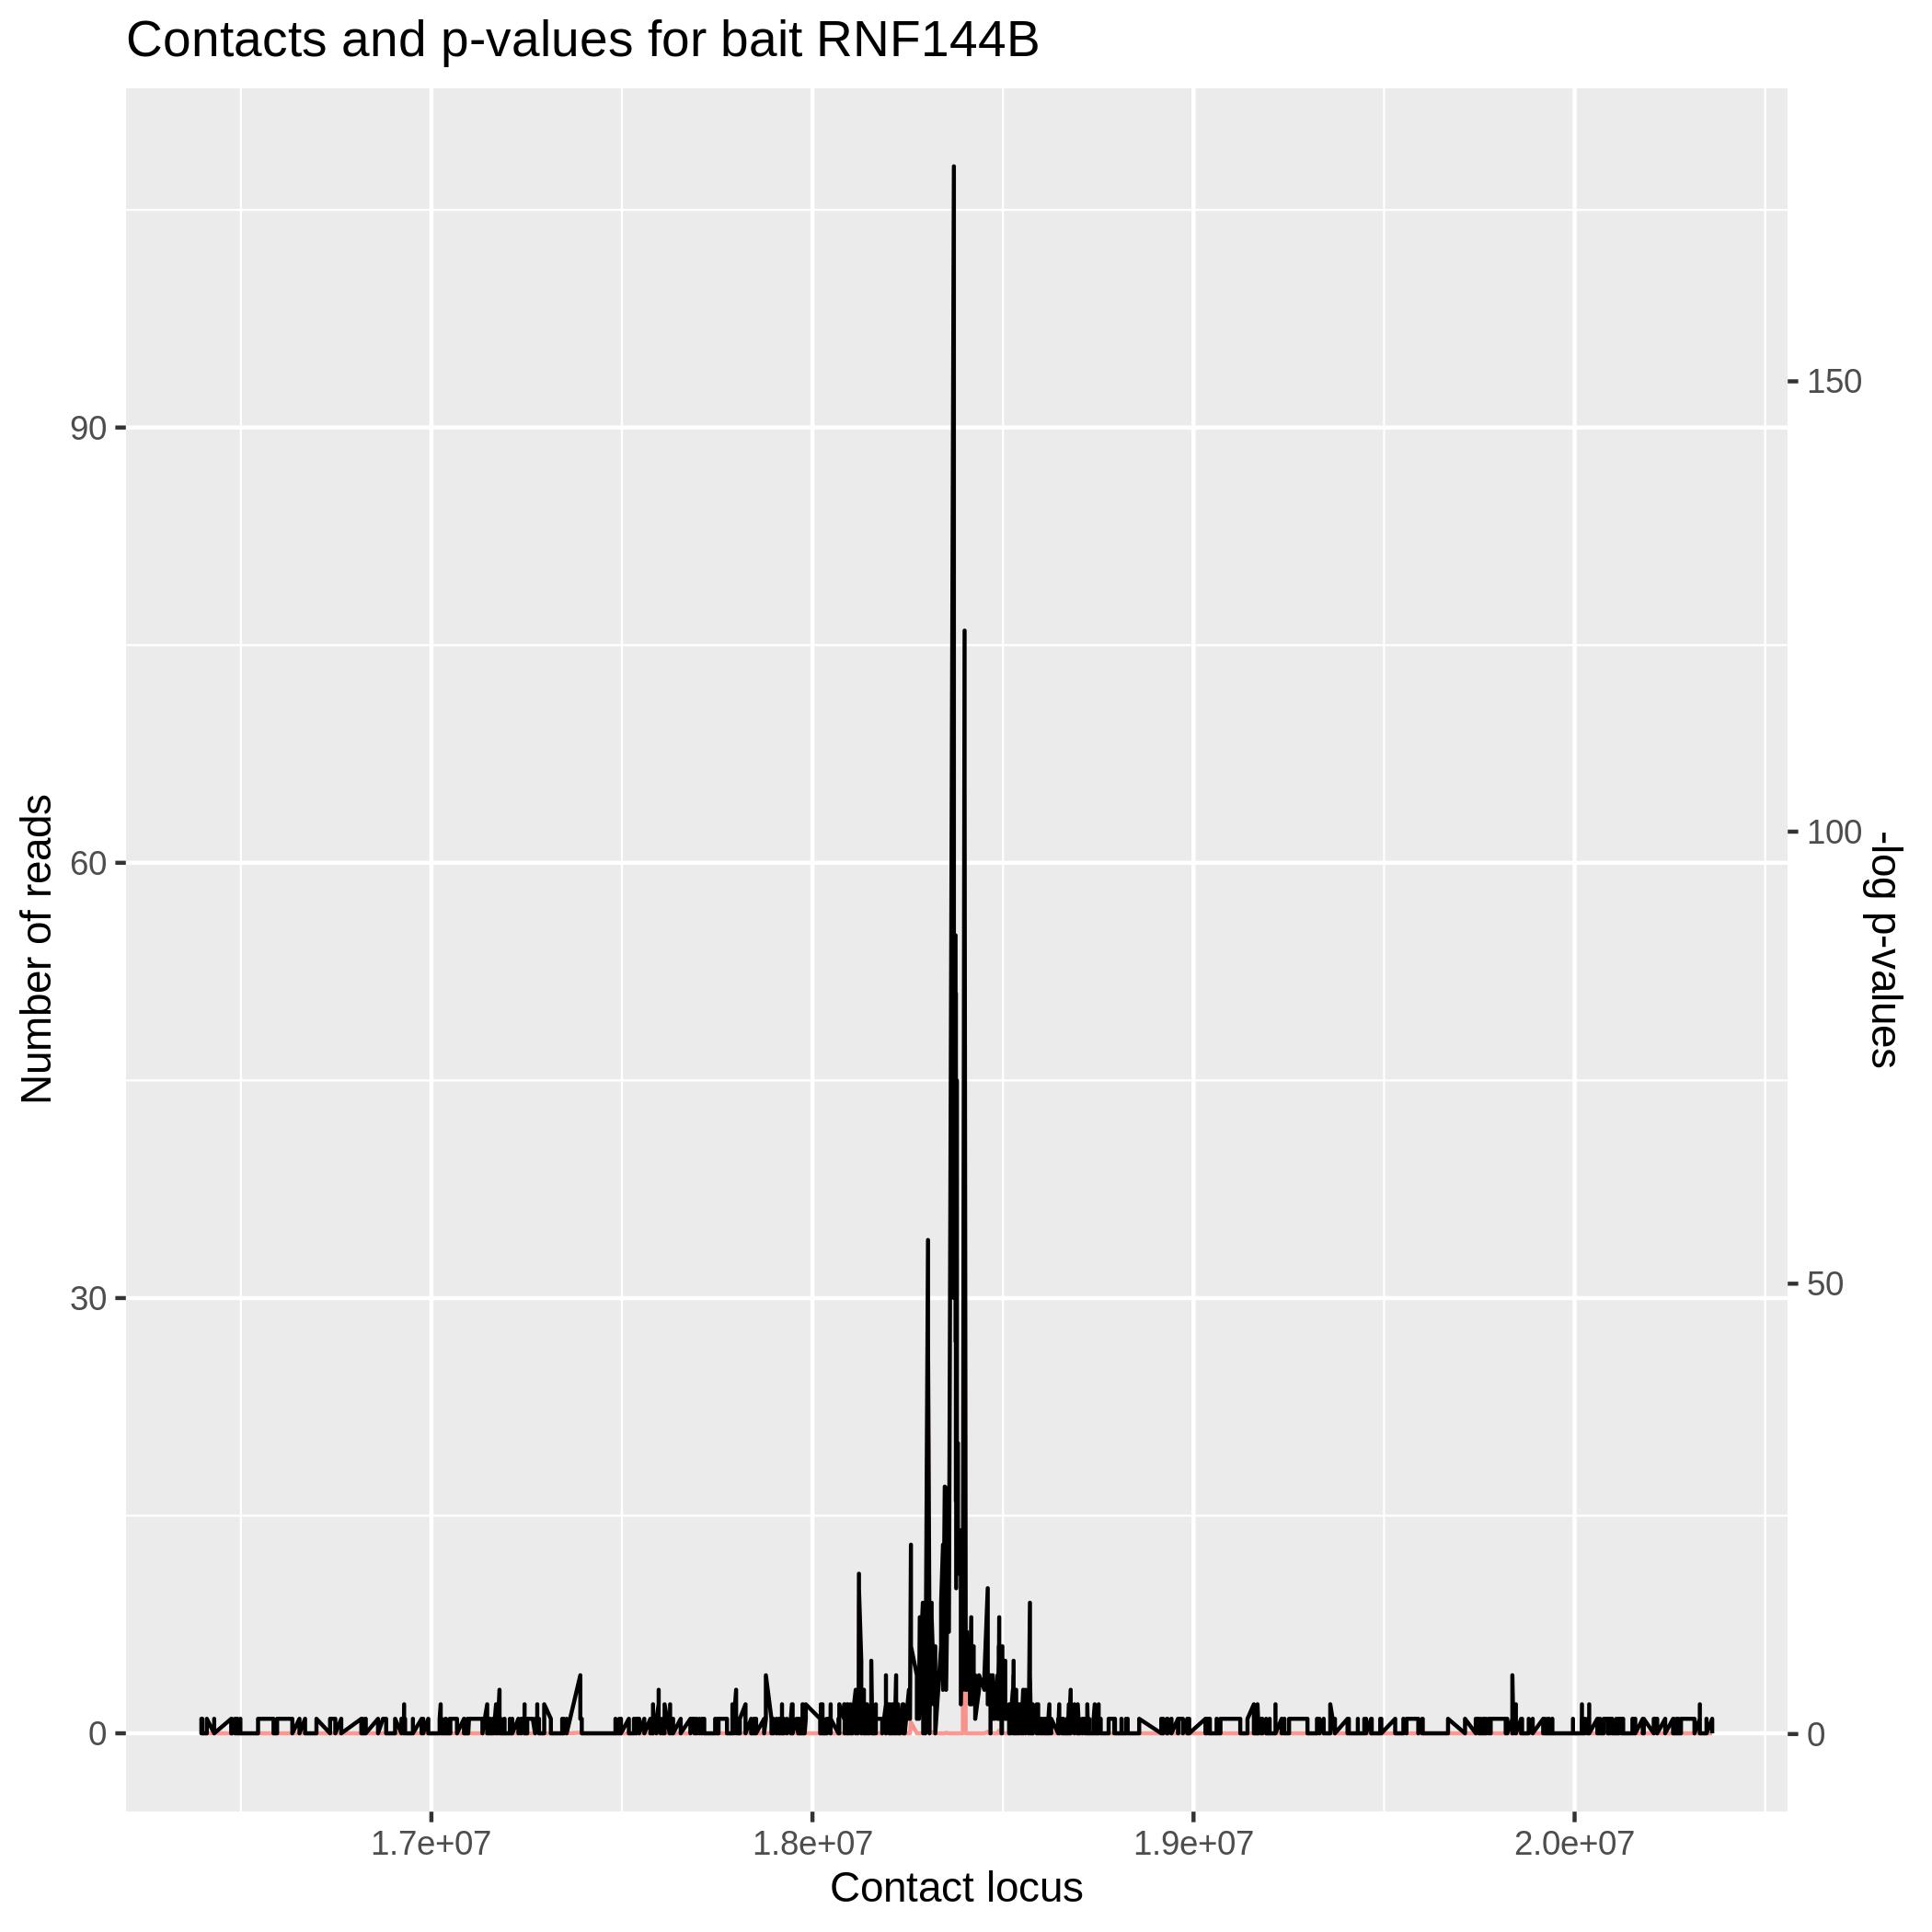 Contacts and p-values for bait RNF144B
150
90
100
60
Number of reads
-log p-values
50
30
0
0
1.7e+07
1.8e+07
1.9e+07
2.0e+07
Contact locus